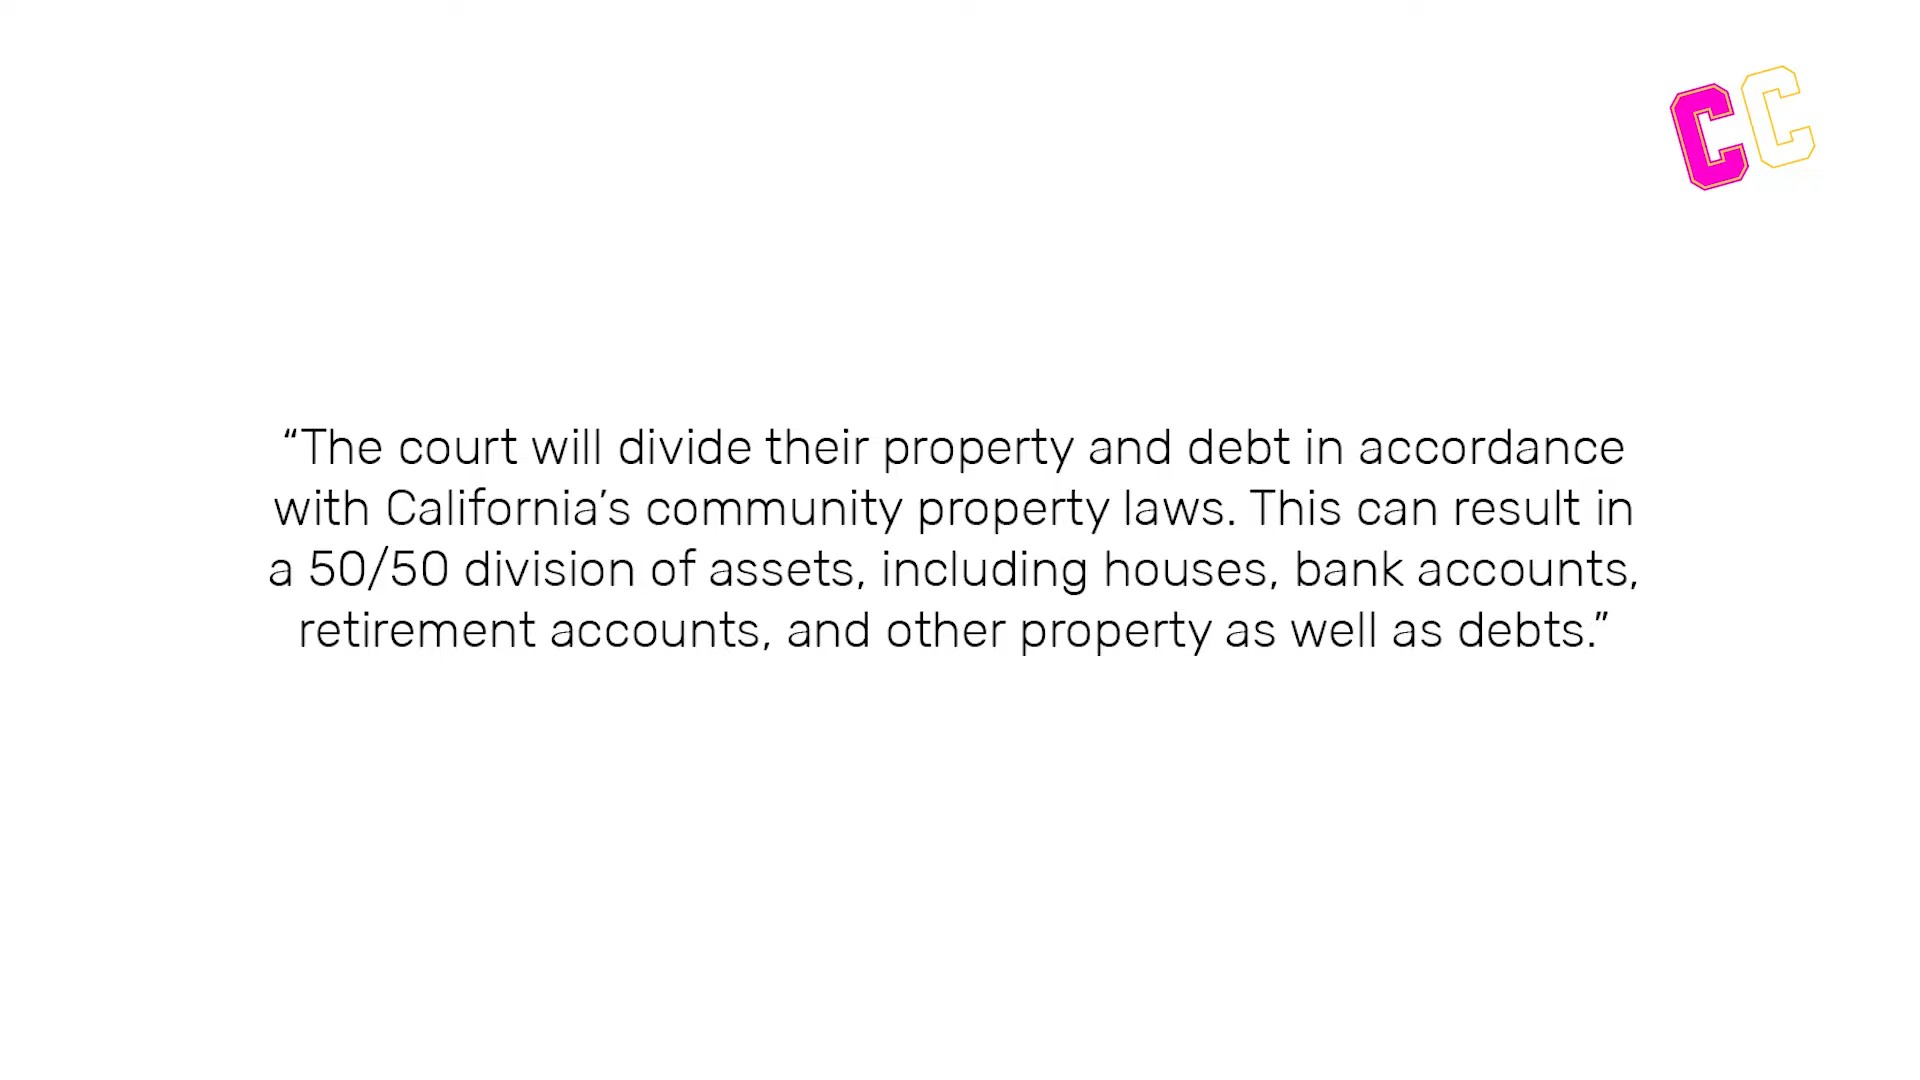 CC
“The court will divide their property and debt in accordance
with California’s community property laws. This can result in
a 50/50 division of assets, including houses, bank accounts,
retirement accounts, and other property as well as debts.”